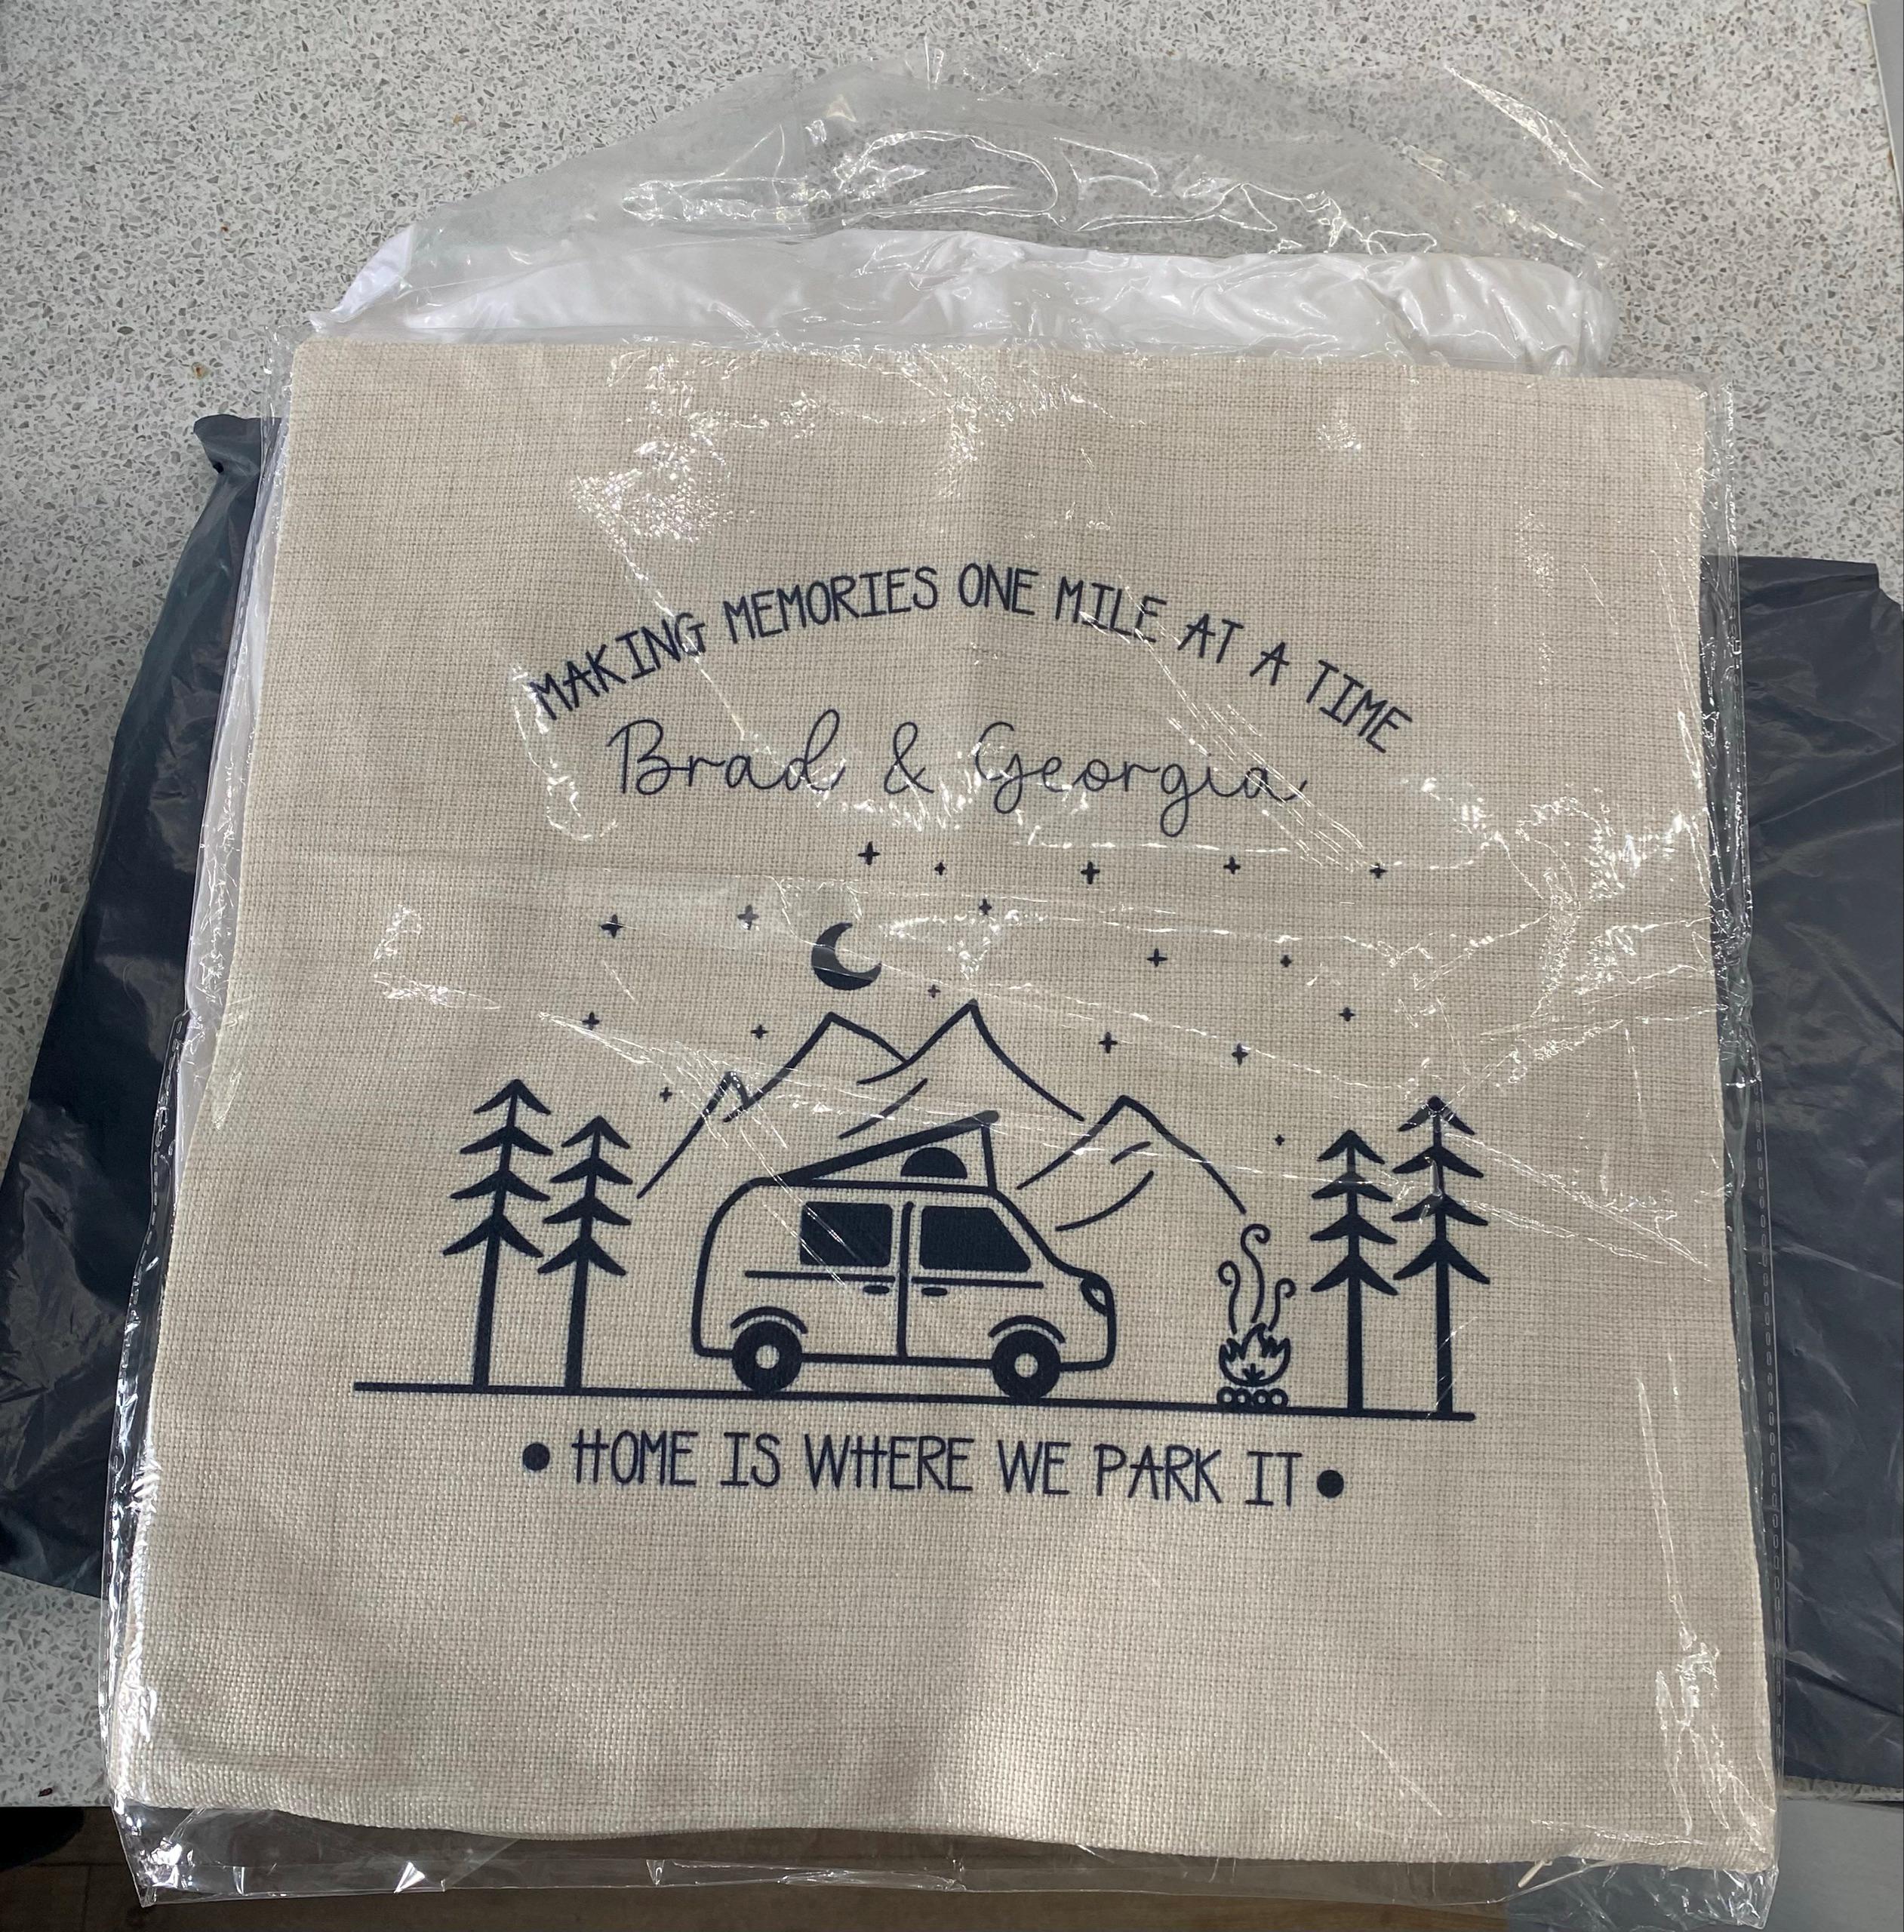 MAKING MEMORIES ONE MILE AT A TIME
Brad & Georgia
• HOME IS WHERE WE PARK IT •